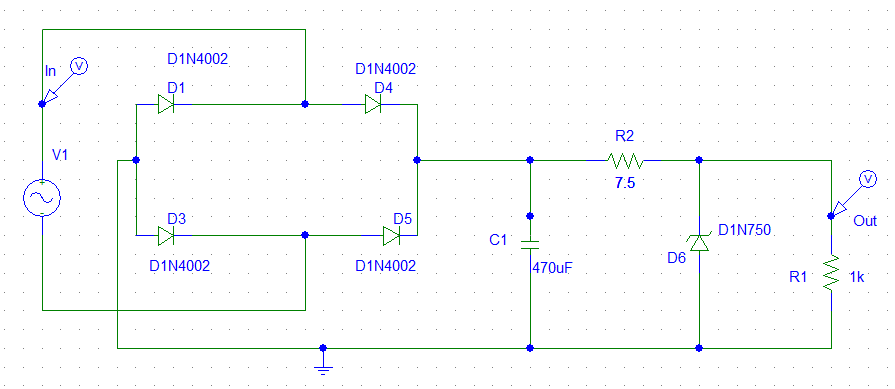 D1N4002
In
V
D1
D1N4002
D4
V1
R2
7.5
V
Out
D3
D1N4002
D5
D1N4002
C1
470uF
D1N750
D6
R1
1k